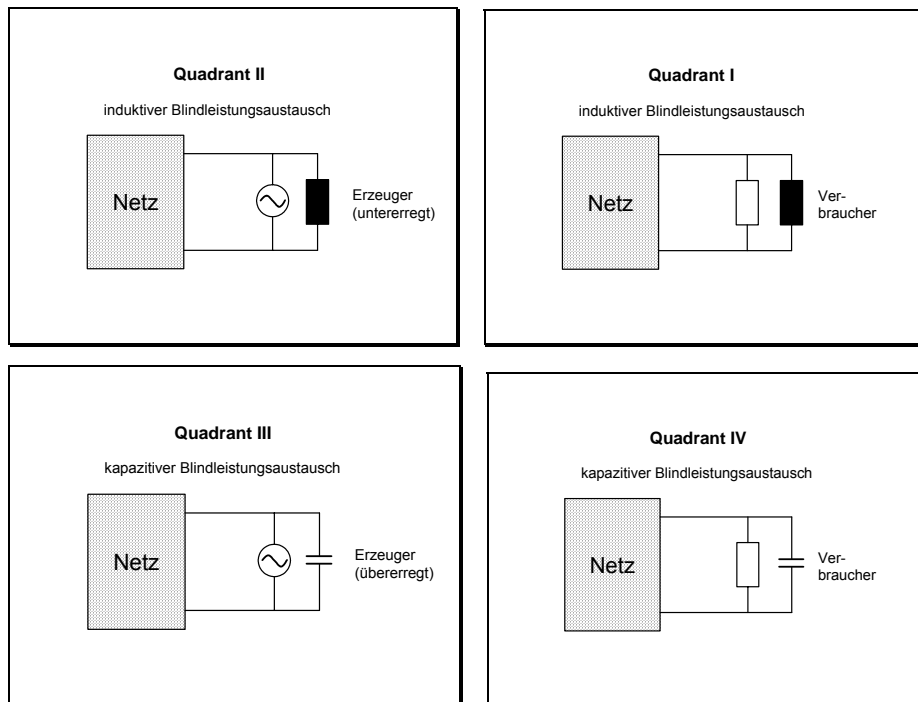 Quadrant II
induktiver Blindleistungsaustausch
Netz
Erzeuger
(untererregt)
Quadrant I
induktiver Blindleistungsaustausch
Netz
Ver-
braucher
Quadrant III
kapazitiver Blindleistungsaustausch
Netz
Erzeuger
(übererregt)
Quadrant IV
kapazitiver Blindleistungsaustausch
Netz
Ver-
braucher